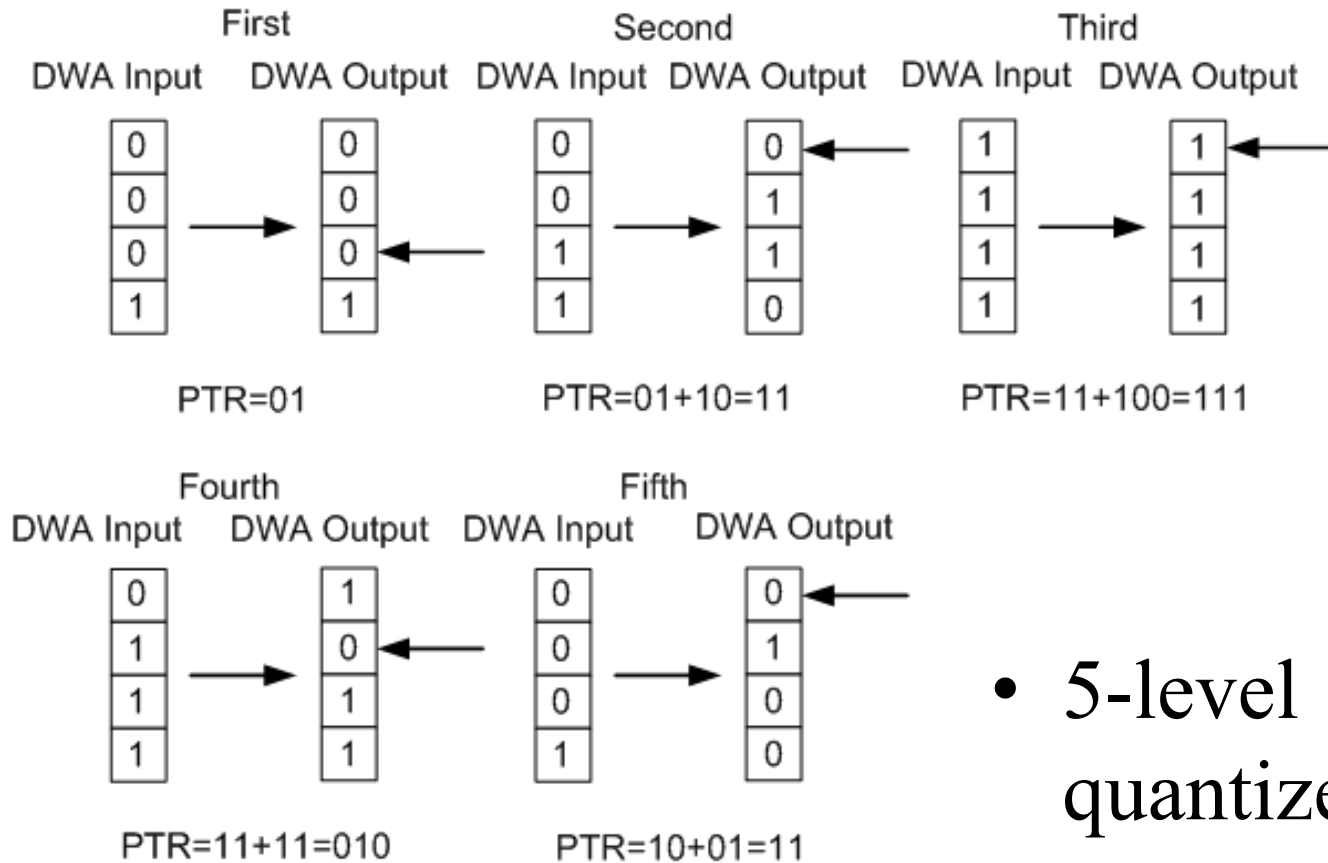 First Second Third
DWA Input DWA Output DWA Input DWA Output DWA Input DWA Output
0 0 0 0 1 1
0 0 0 1 1 1
0 0 1 1 1 1
1 1 1 0 1 1
PTR=01 PTR=01+10=11 PTR=11+100=111
Fourth Fifth
DWA Input DWA Output DWA Input DWA Output
0 1 0 0
1 0 0 1
1 1 0 0
1 1 1 0
PTR=11+11=010 PTR=10+01=11
• 5-level
quantize